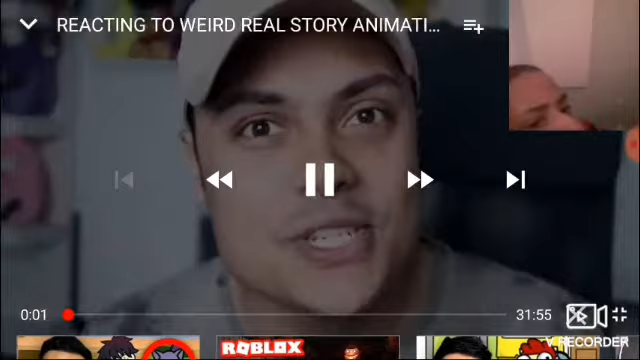 REACTING TO WEIRD REAL STORY ANIMATI...
0:01
31:55
V RECORDER
ROBLOX